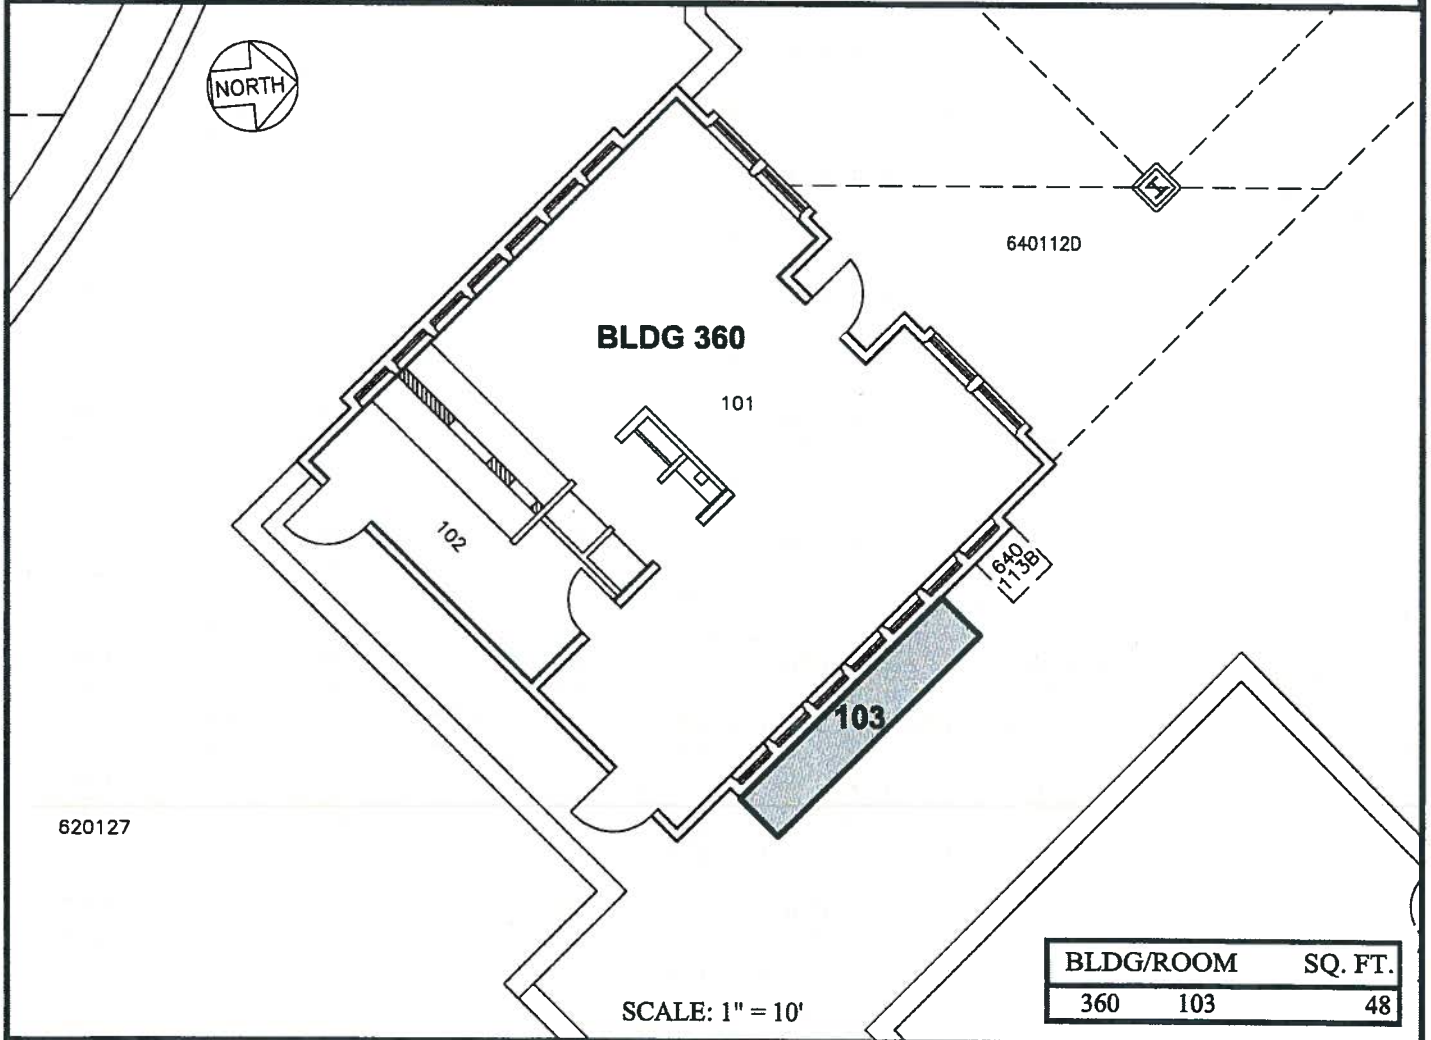 NORTH
640112D
BLDG 360
101
102
640
113B
103
620127
SCALE: 1" = 10'
BLDG/ROOM SQ. FT.
360 103 48